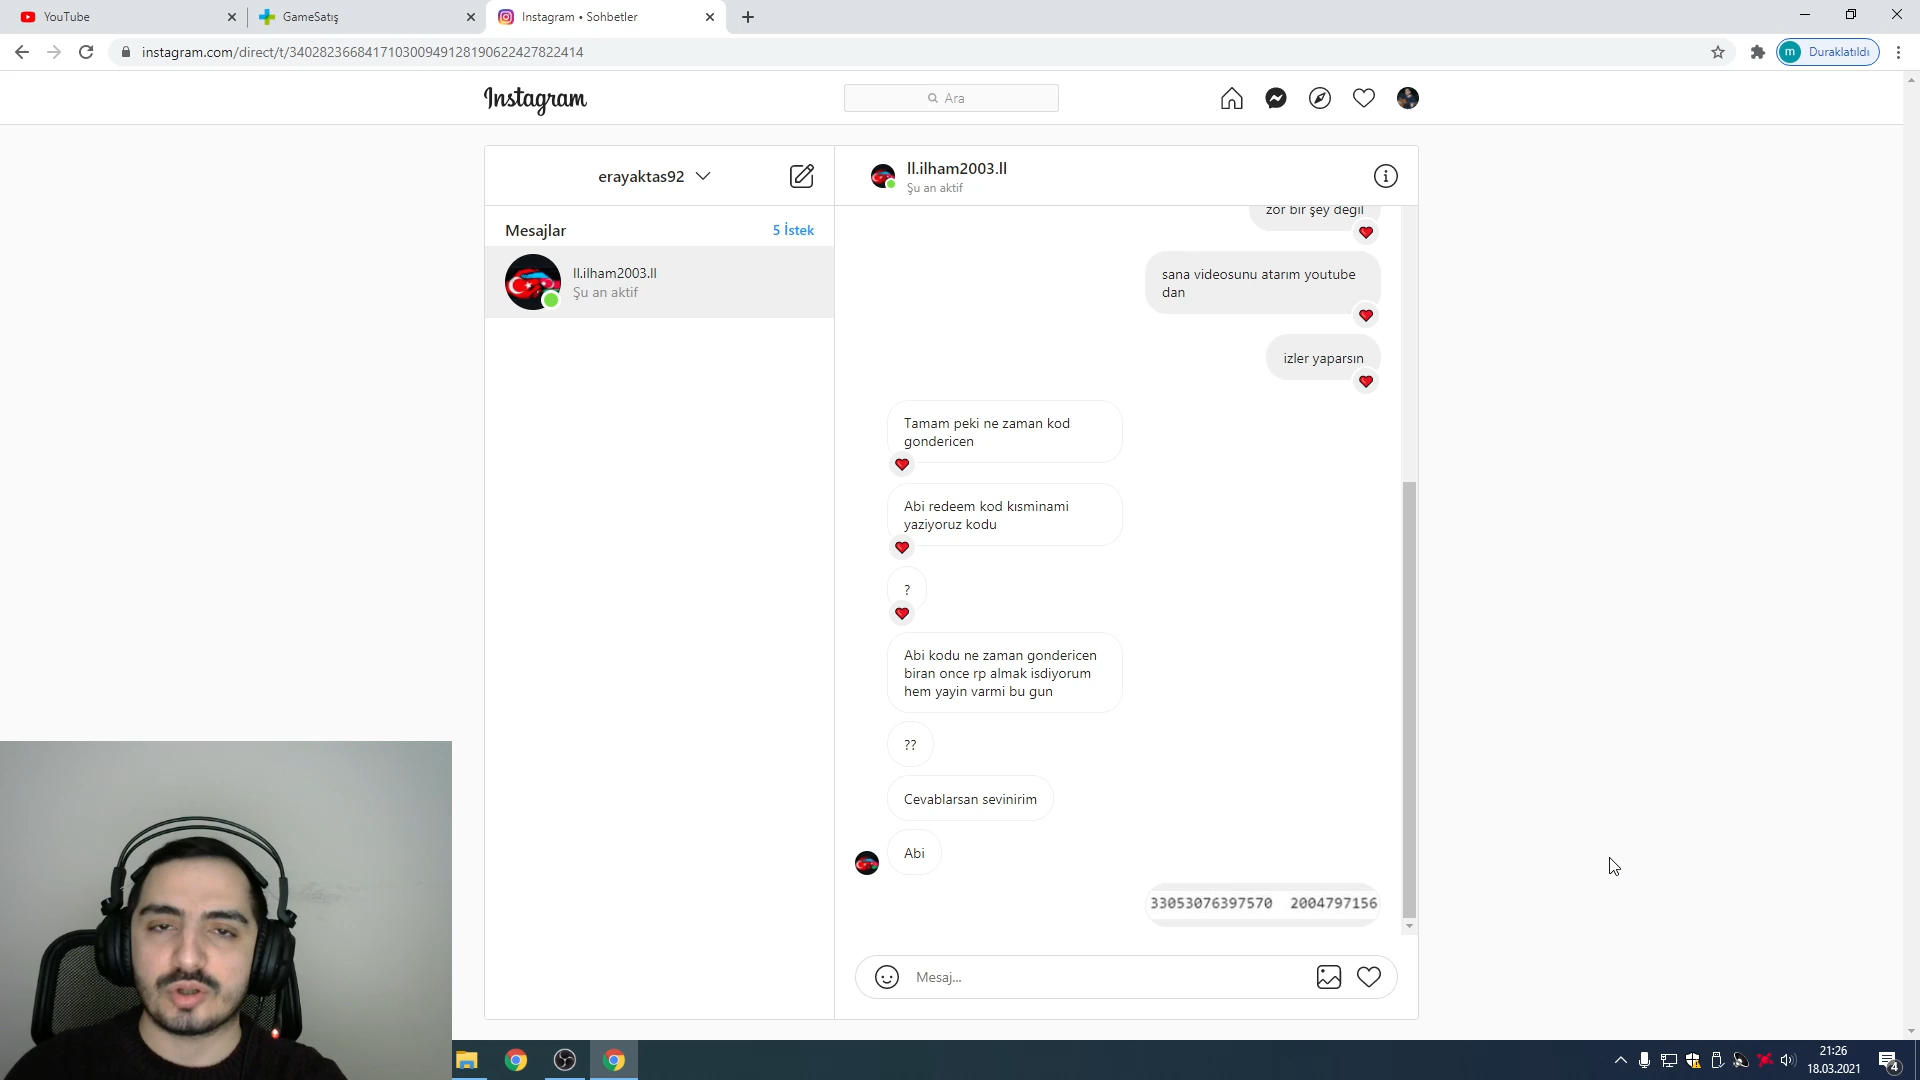 YouTube
GameSatış
Instagram • Sohbetler
instagram.com/direct/t/340282366841710300949128190622427822414
m
Duraklatıldı
Instagram
Ara
erayaktas92
ll.ilham2003.ll
Şu an aktif
Mesajlar
5 İstek
ll.ilham2003.ll
Şu an aktif
zor bir şey değil
sana videosunu atarım youtube
dan
izler yaparsın
Tamam peki ne zaman kod
gondericen
Abi redeem kod kısminami
yaziyoruz kodu
?
Abi kodu ne zaman gondericen
biran once rp almak isdiyorum
hem yayin varmi bu gun
??
Cevablarsan sevinirim
Abi
33053076397570 2004797156
Mesaj...
21:26
18.03.2021
4